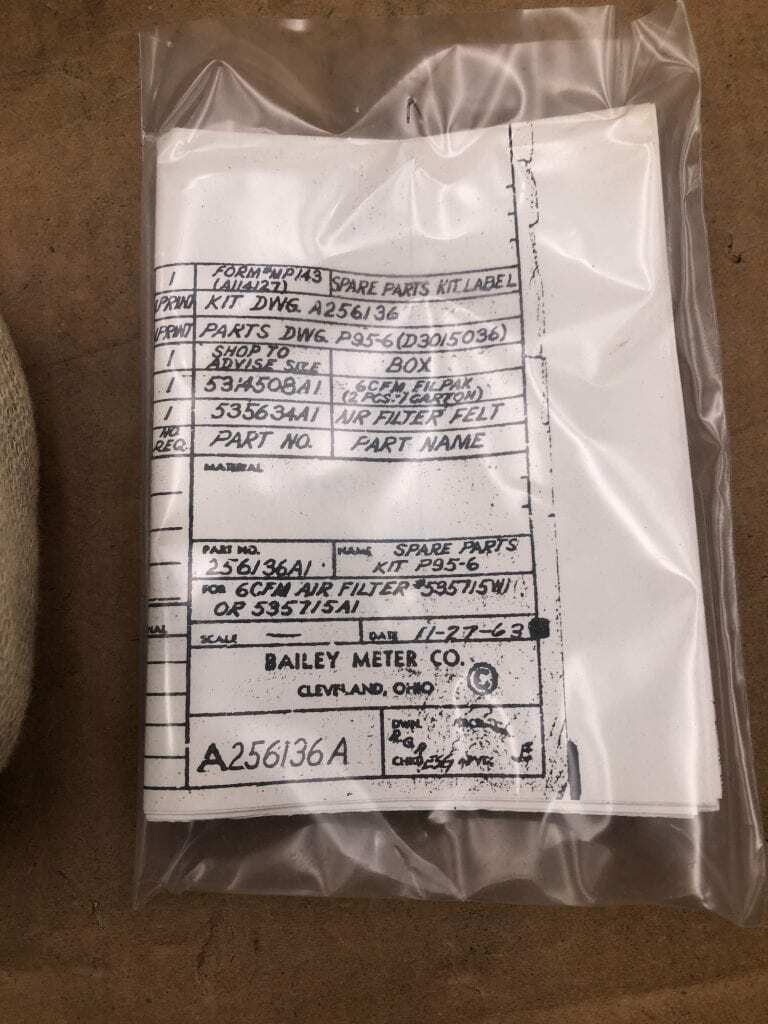 1 FORM #MP143 (A114127) SPARE PARTS KIT LABEL
KIT DWG. A256136
PARTS DWG. P95-6 (D3015036)
1 SHOP TO ADVISE SIZE BOX
1 5314508A1 6CFM FILPAK (2 PCS.-1 CARTON)
1 535634A1 AIR FILTER FELT
NO. REQ. PART NO. PART NAME
MATERIAL
PART NO. NAME SPARE PARTS
256136A1 KIT P95-6
FOR 6CFM AIR FILTER #535715W1
OR 535715A1
SCALE — DATE 11-27-63
BAILEY METER CO.
CLEVELAND, OHIO ©
A256136A
DWN.
RGR